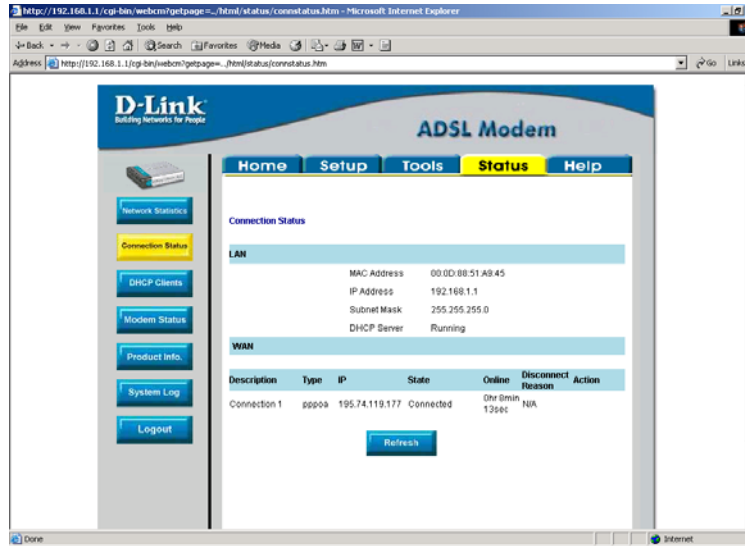 http://192.168.1.1/cgi-bin/webcm?getpage=../html/status/connstatus.htm - Microsoft Internet Explorer
File Edit View Favorites Tools Help
Back Search Favorites Media
Address http://192.168.1.1/cgi-bin/webcm?getpage=../html/status/connstatus.htm Go Links
D-Link
Building Networks for People
ADSL Modem
Home Setup Tools Status Help
Network Statistics
Connection Status
DHCP Clients
Modem Status
Product Info.
System Log
Logout
Connection Status
LAN
MAC Address 00:0D:88:51:A9:45
IP Address 192.168.1.1
Subnet Mask 255.255.255.0
DHCP Server Running
WAN
Description Type IP State Online Disconnect Reason Action
Connection 1 pppoa 195.74.119.177 Connected 0hr 8min 13sec N/A
Refresh
Done Internet